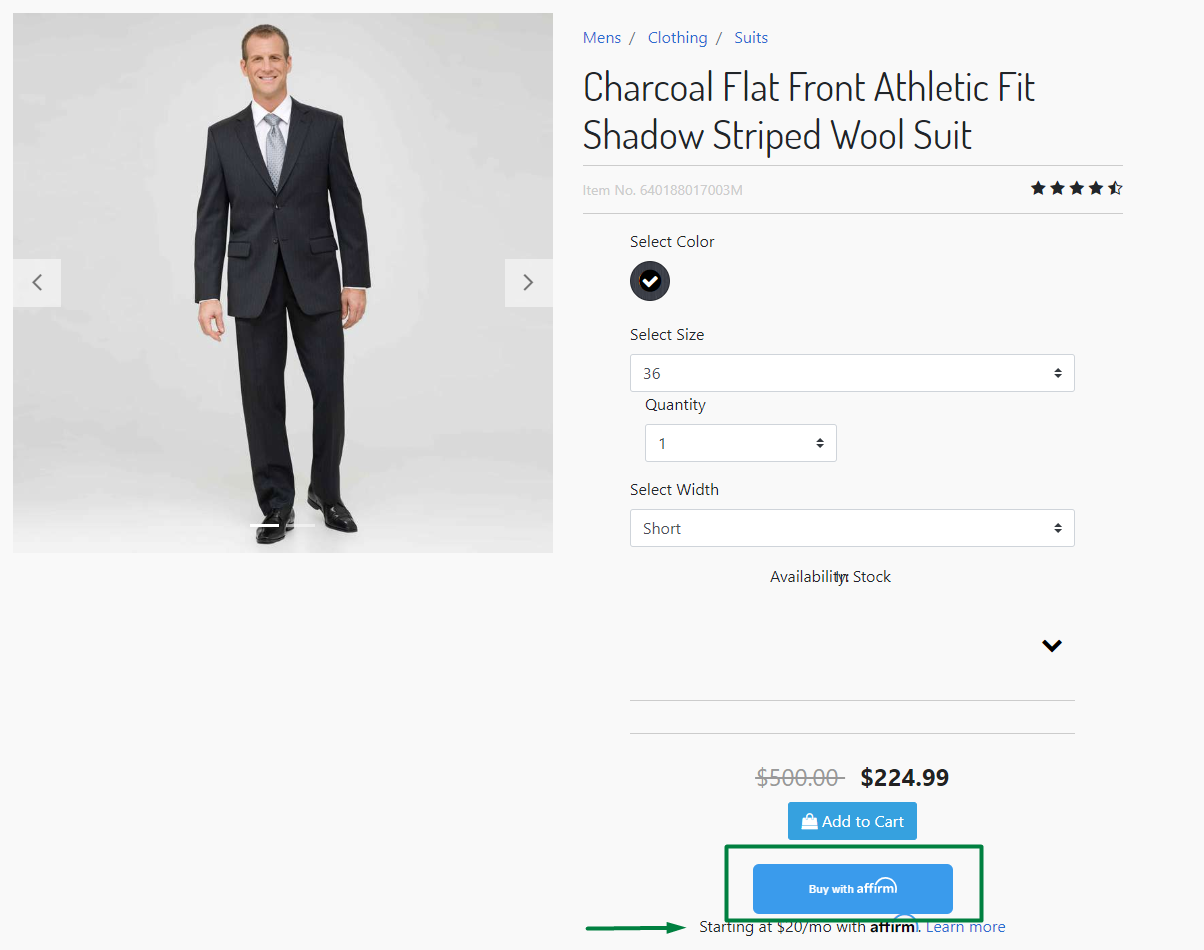 Mens / Clothing / Suits
Charcoal Flat Front Athletic Fit
Shadow Striped Wool Suit
Item No. 640188017003M
Select Color
Select Size
36
Quantity
1
Select Width
Short
Availability: In Stock
$500.00 $224.99
Add to Cart
Buy with affirm
Starting at $20/mo with affirm. Learn more